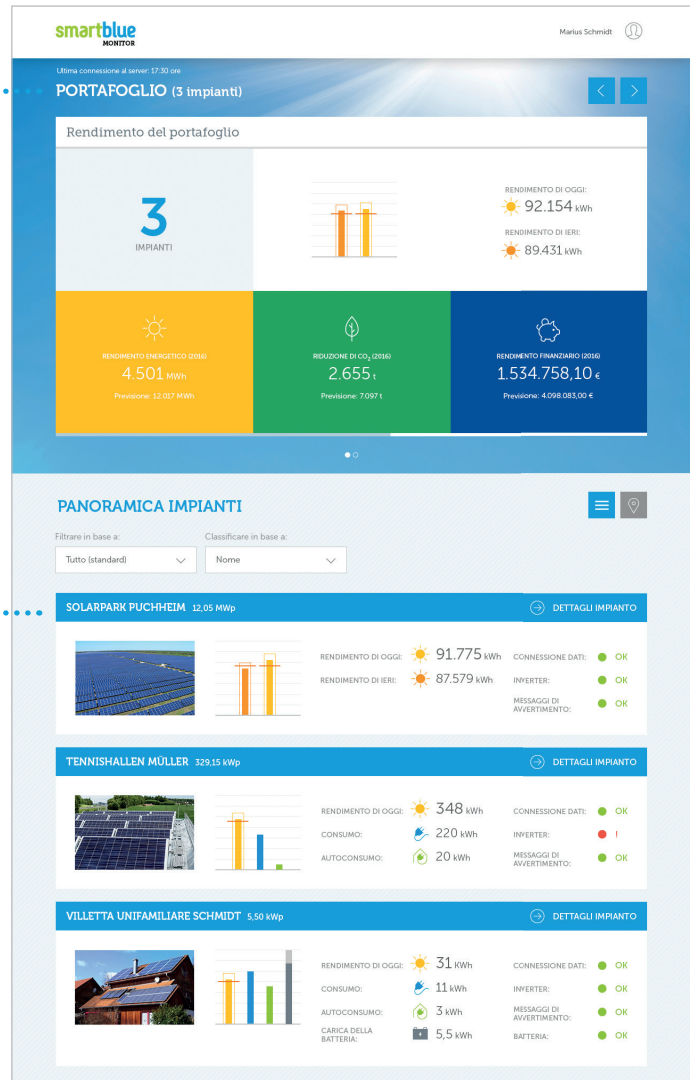 smartblue
MONITOR
Marius Schmidt
Ultima connessione al server: 17:30 ore
PORTAFOGLIO (3 impianti)
Rendimento del portafoglio
3
IMPIANTI
RENDIMENTO DI OGGI:
92.154 kWh
RENDIMENTO DI IERI:
89.431 kWh
RENDIMENTO ENERGETICO (2016)
4.501 MWh
Previsione: 12.017 MWh
RIDUZIONE DI CO₂ (2016)
2.655 t
Previsione: 7.097 t
RENDIMENTO FINANZIARIO (2016)
1.534.758,10 €
Previsione: 4.098.083,00 €
PANORAMICA IMPIANTI
Filtrare in base a:
Classificare in base a:
Tutto (standard)
Nome
SOLARPARK PUCHHEIM 12,05 MWp
DETTAGLI IMPIANTO
RENDIMENTO DI OGGI: 91.775 kWh
RENDIMENTO DI IERI: 87.579 kWh
CONNESSIONE DATI: OK
INVERTER: OK
MESSAGGI DI
AVVERTIMENTO: OK
TENNISHALLEN MÜLLER 329,15 kWp
DETTAGLI IMPIANTO
RENDIMENTO DI OGGI: 348 kWh
CONSUMO: 220 kWh
AUTOCONSUMO: 20 kWh
CONNESSIONE DATI: OK
INVERTER: !
MESSAGGI DI
AVVERTIMENTO: OK
VILLETTA UNIFAMILIARE SCHMIDT 5,50 kWp
DETTAGLI IMPIANTO
RENDIMENTO DI OGGI: 31 kWh
CONSUMO: 11 kWh
AUTOCONSUMO: 3 kWh
CARICA DELLA
BATTERIA: 5,5 kWh
CONNESSIONE DATI: OK
INVERTER: OK
MESSAGGI DI
AVVERTIMENTO: OK
BATTERIA: OK